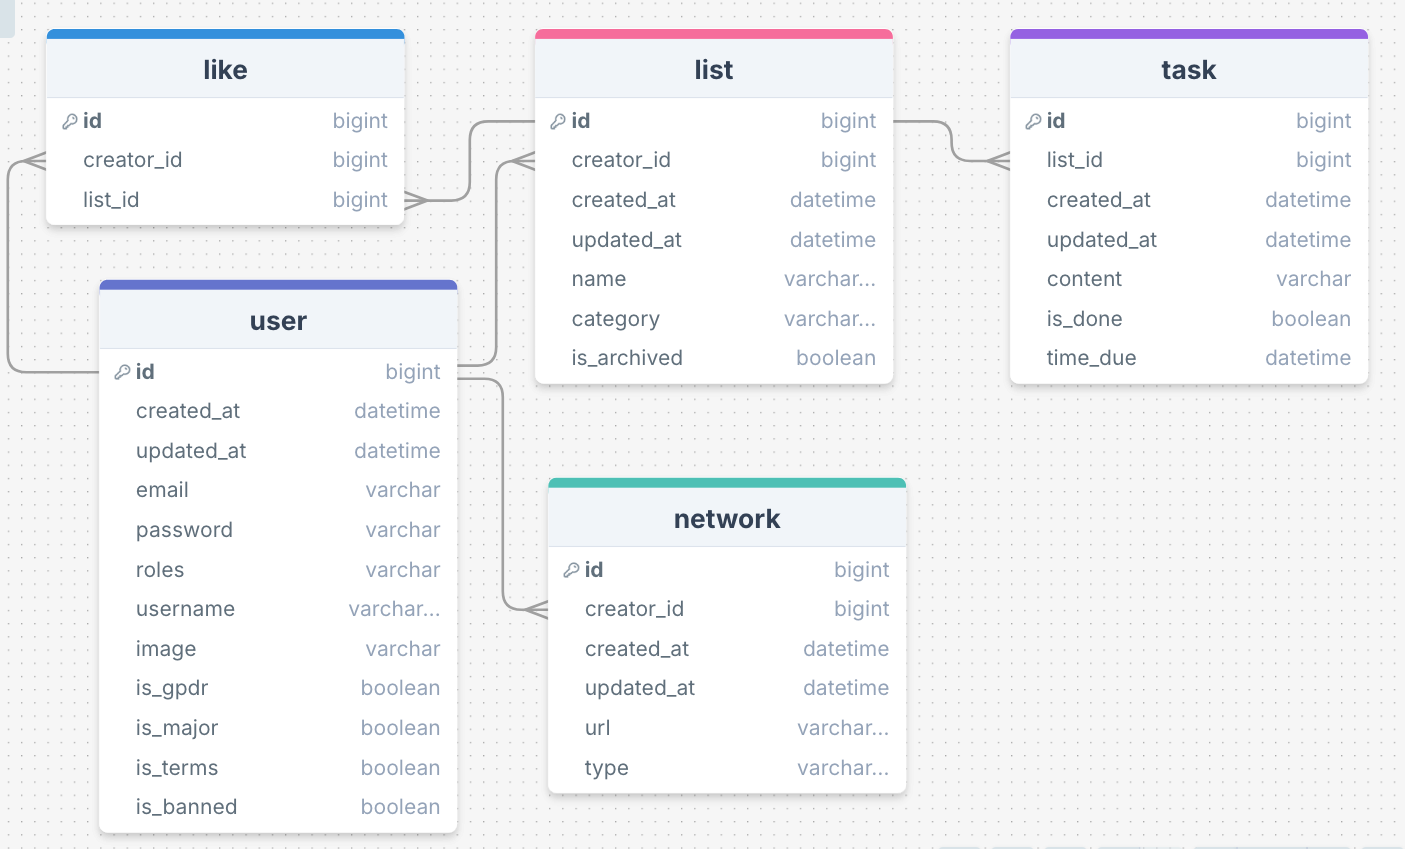 like
id bigint
creator_id bigint
list_id bigint
list
id bigint
creator_id bigint
created_at datetime
updated_at datetime
name varchar...
category varchar...
is_archived boolean
task
id bigint
list_id bigint
created_at datetime
updated_at datetime
content varchar
is_done boolean
time_due datetime
user
id bigint
created_at datetime
updated_at datetime
email varchar
password varchar
roles varchar
username varchar...
image varchar
is_gpdr boolean
is_major boolean
is_terms boolean
is_banned boolean
network
id bigint
creator_id bigint
created_at datetime
updated_at datetime
url varchar...
type varchar...